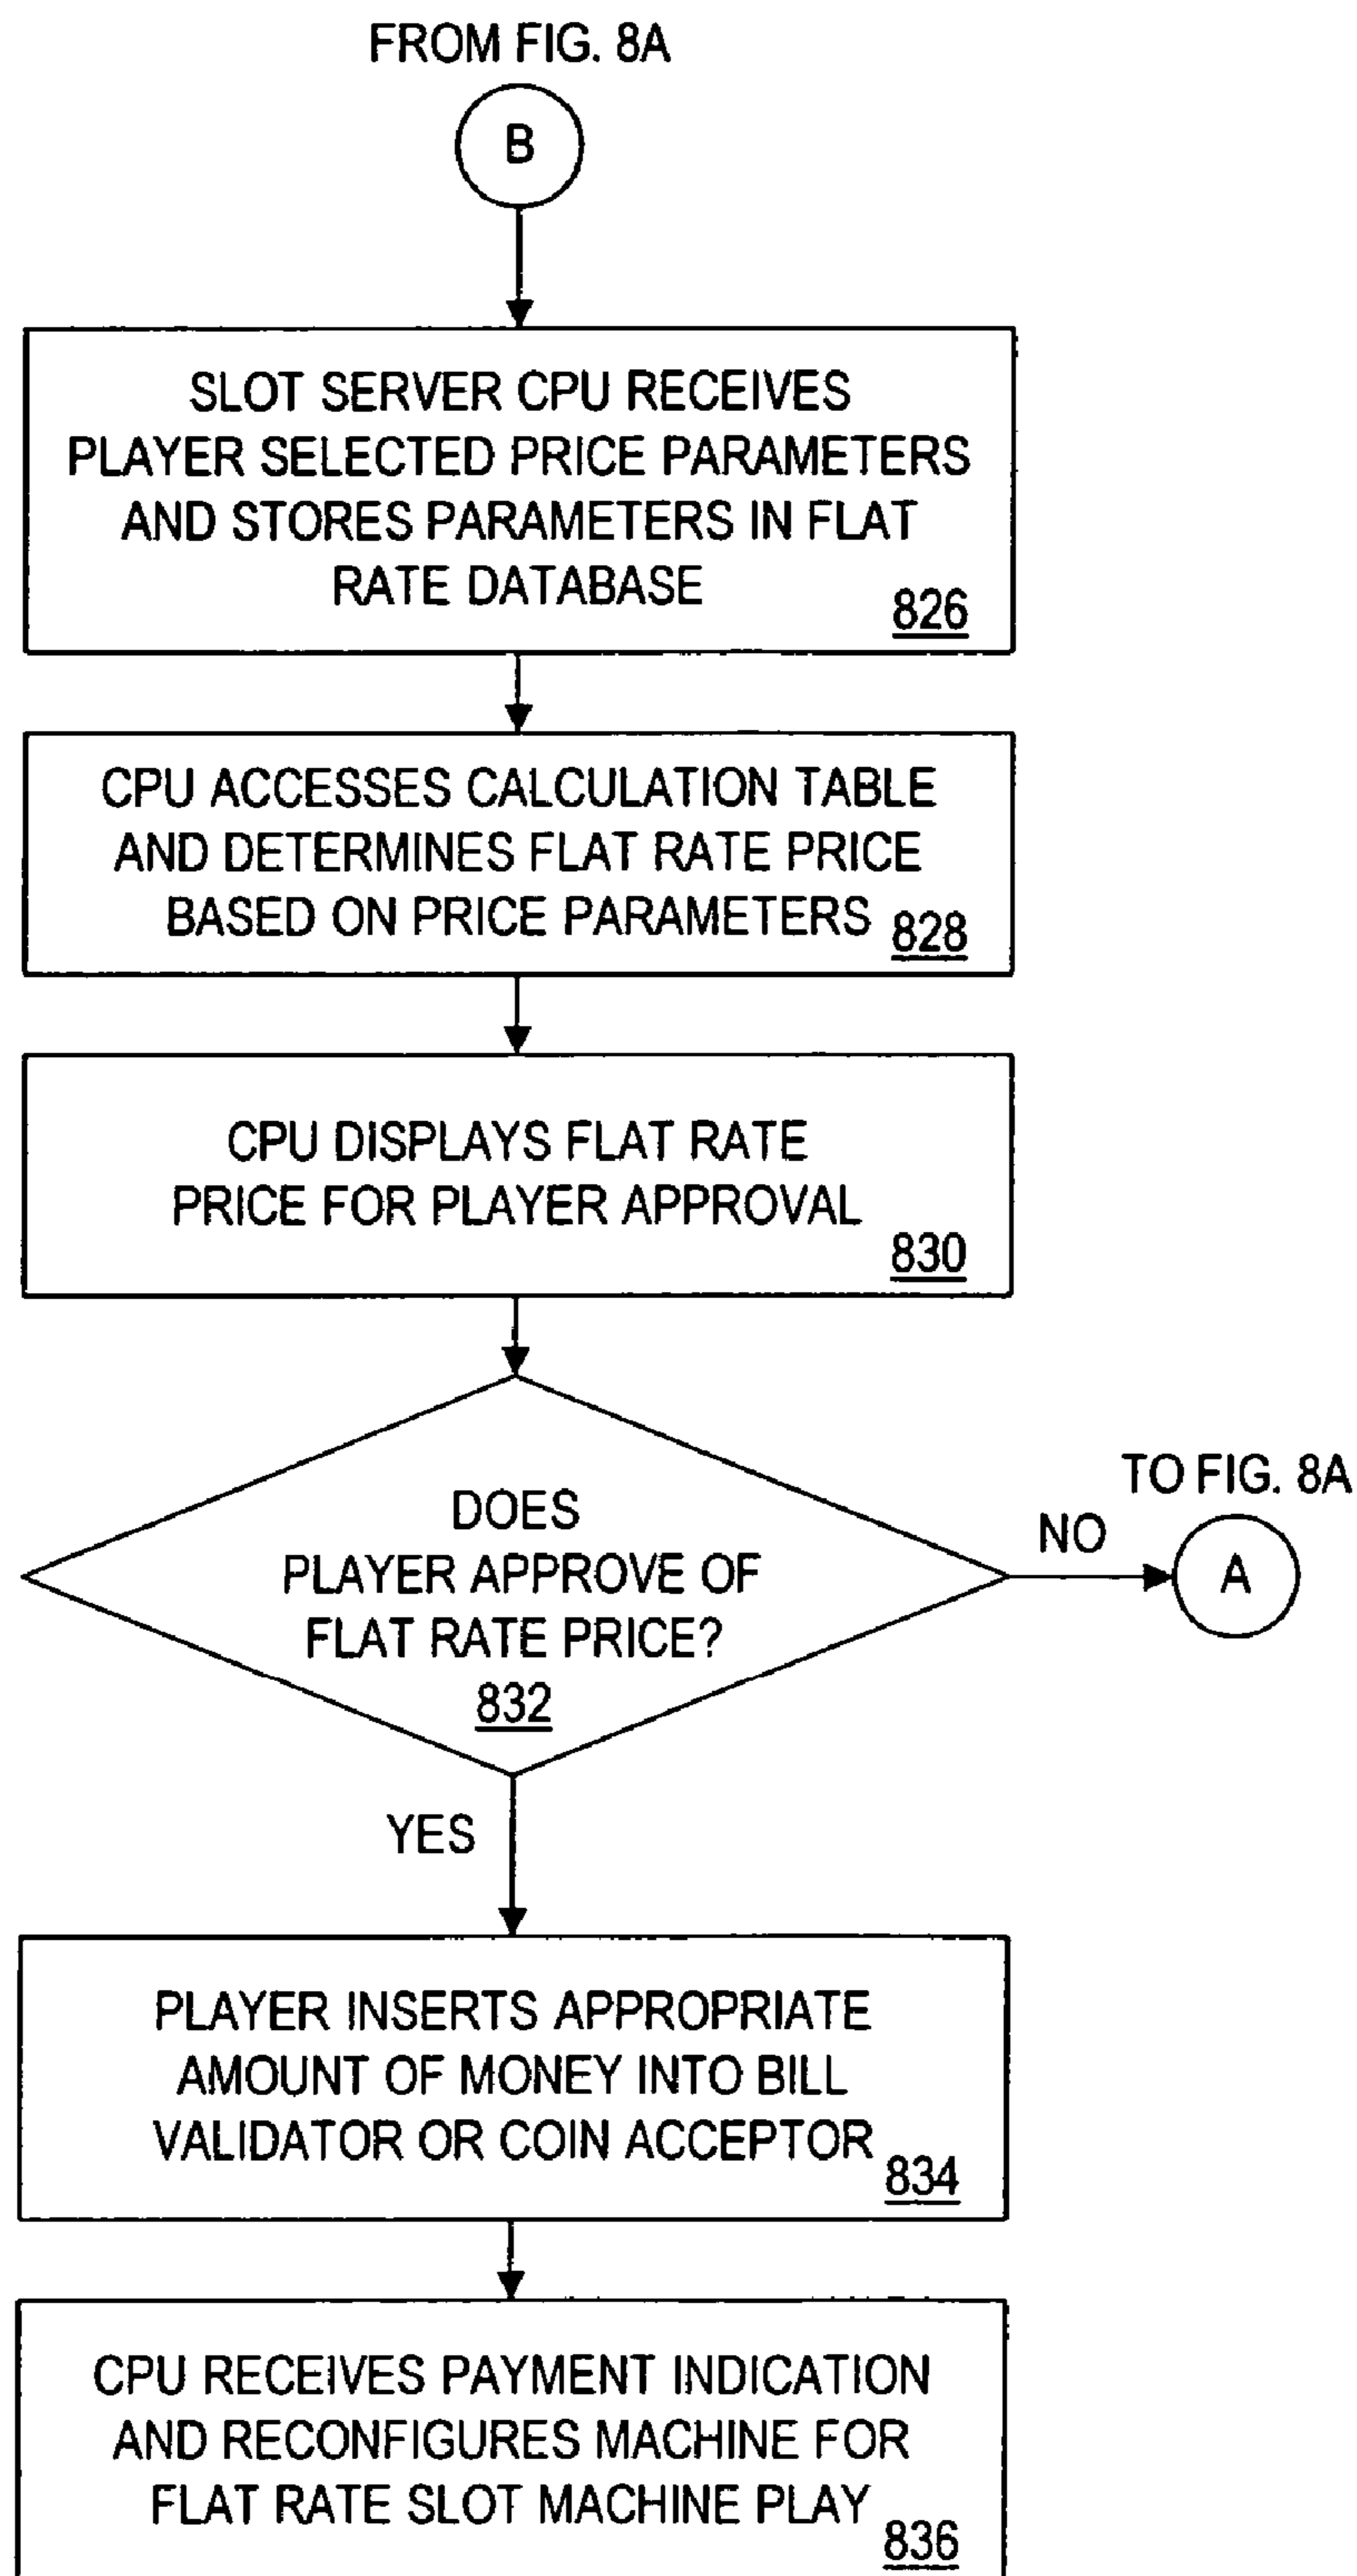 FROM FIG. 8A
B
SLOT SERVER CPU RECEIVES
PLAYER SELECTED PRICE PARAMETERS
AND STORES PARAMETERS IN FLAT
RATE DATABASE
826
CPU ACCESSES CALCULATION TABLE
AND DETERMINES FLAT RATE PRICE
BASED ON PRICE PARAMETERS
828
CPU DISPLAYS FLAT RATE
PRICE FOR PLAYER APPROVAL
830
DOES
PLAYER APPROVE OF
FLAT RATE PRICE?
832
NO
TO FIG. 8A
A
YES
PLAYER INSERTS APPROPRIATE
AMOUNT OF MONEY INTO BILL
VALIDATOR OR COIN ACCEPTOR
834
CPU RECEIVES PAYMENT INDICATION
AND RECONFIGURES MACHINE FOR
FLAT RATE SLOT MACHINE PLAY
836